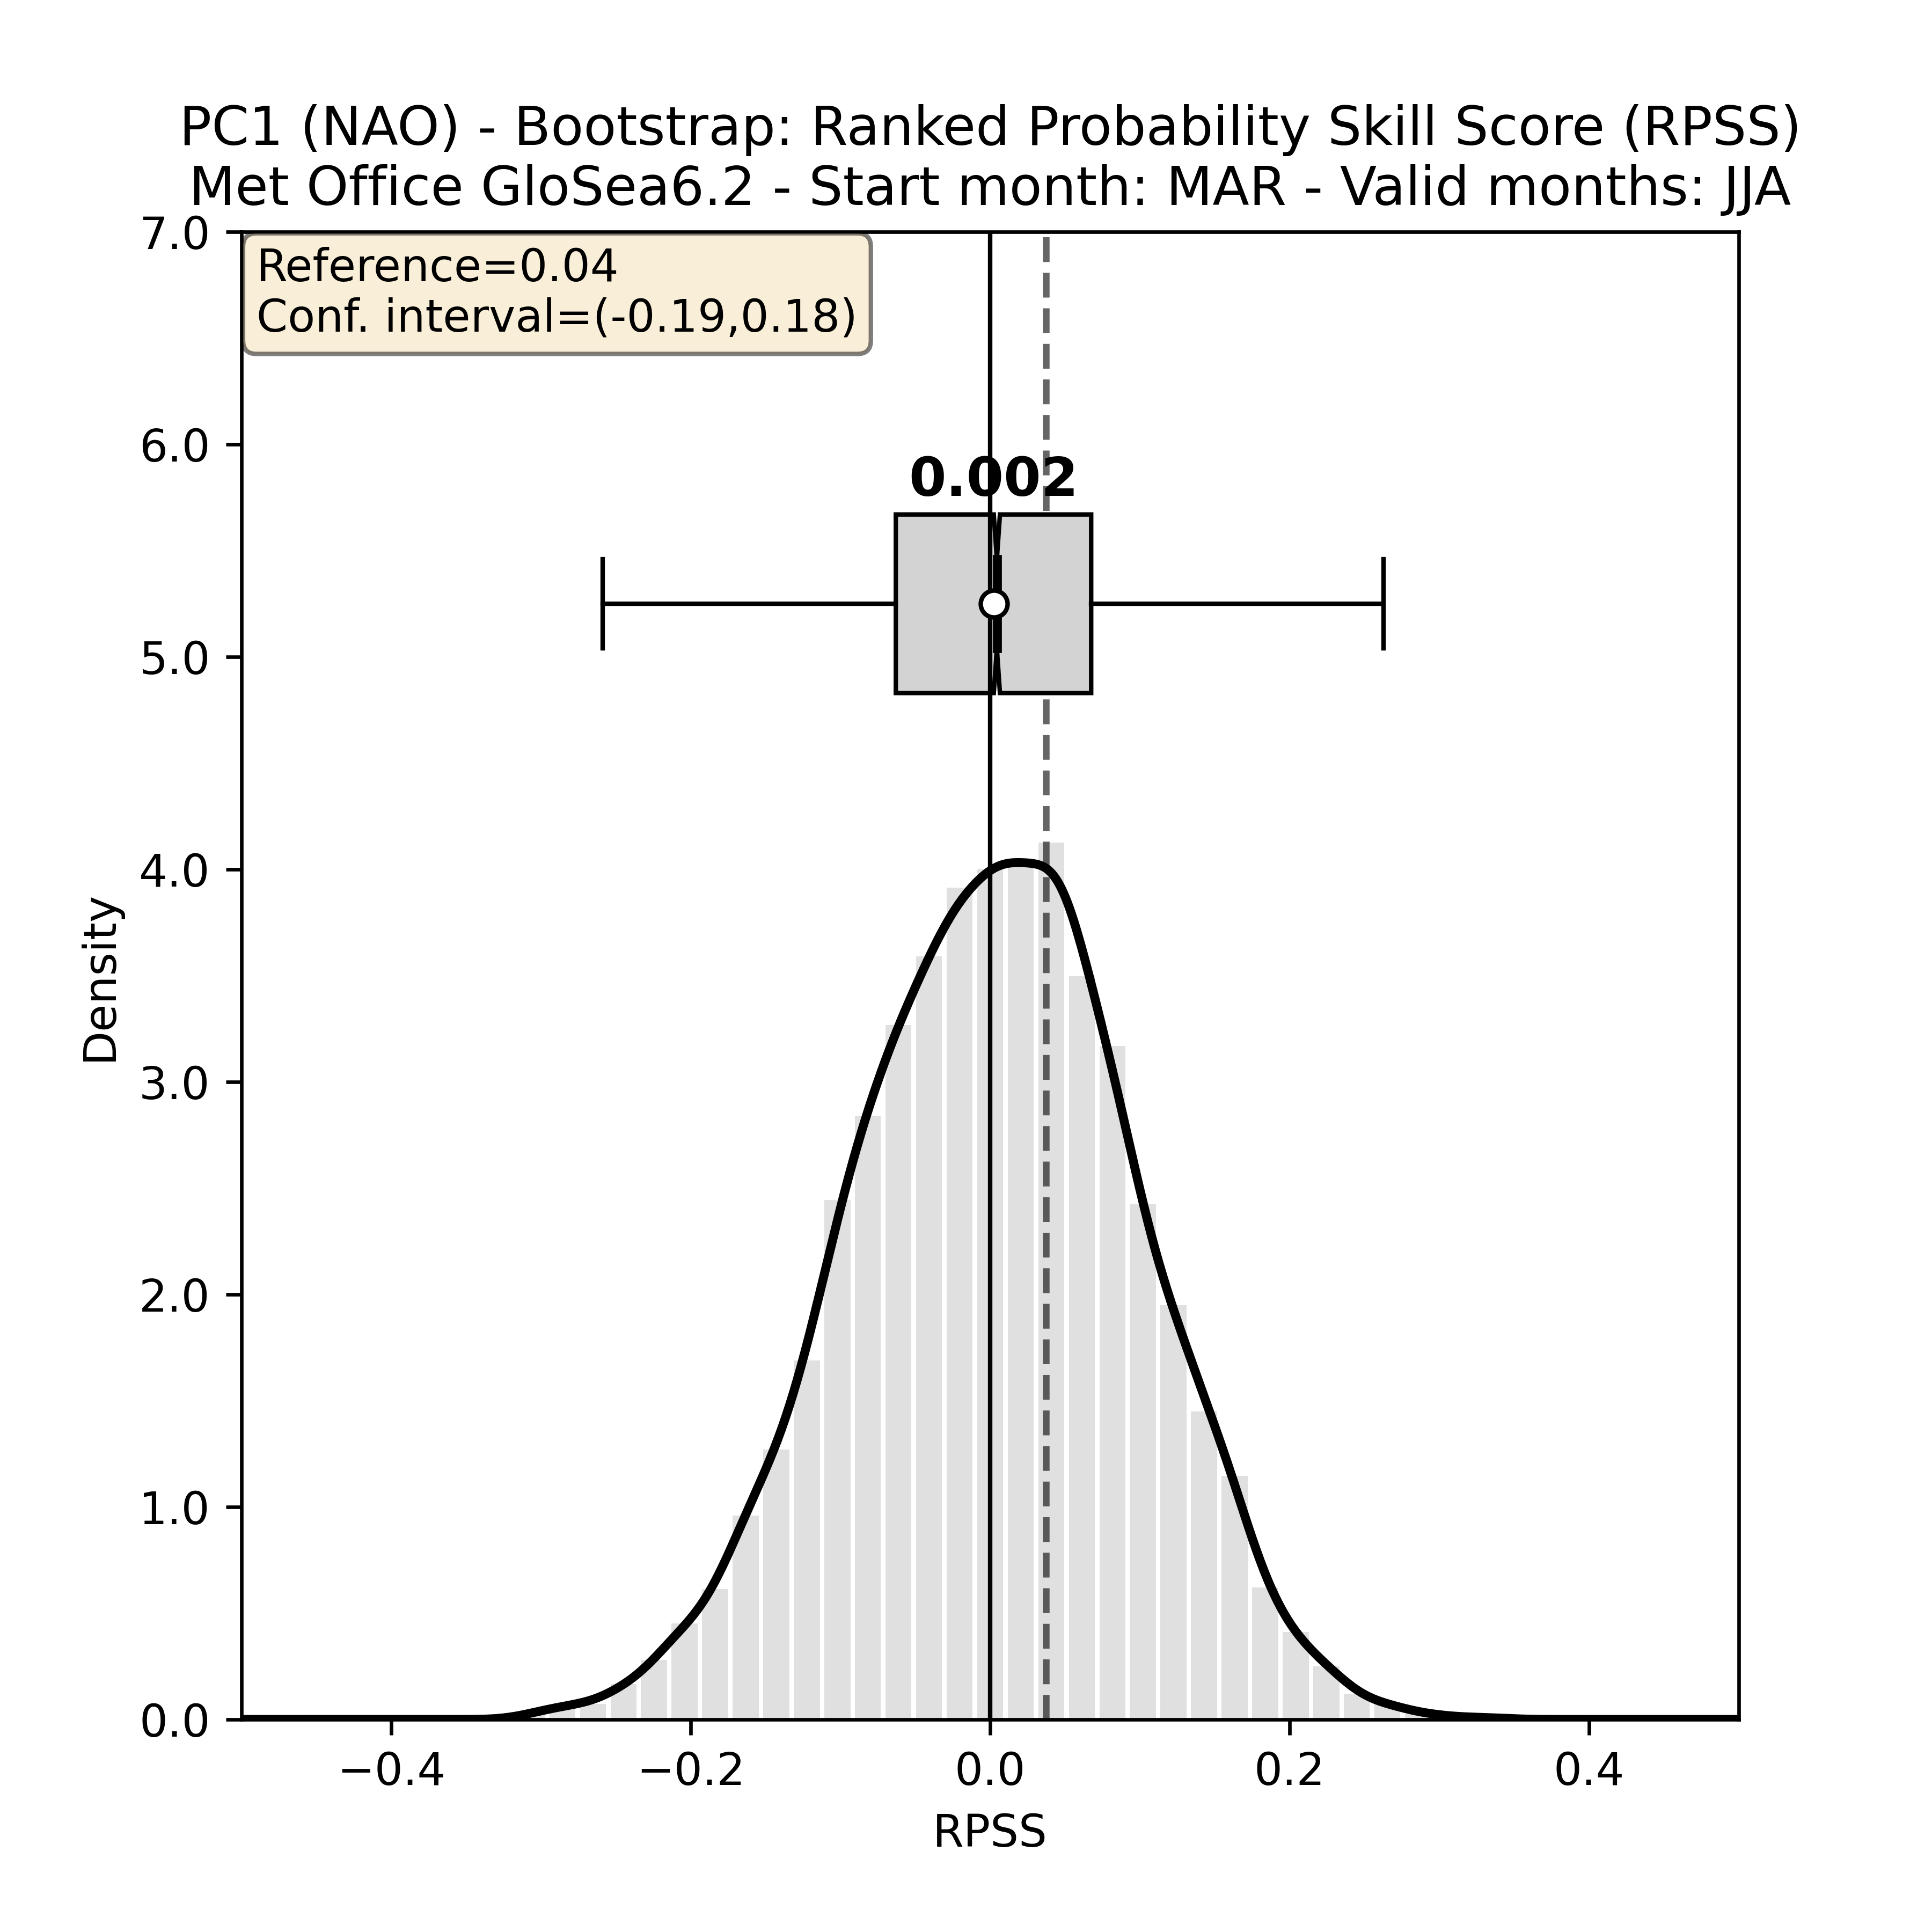 PC1 (NAO) - Bootstrap: Ranked Probability Skill Score (RPSS)
Met Office GloSea6.2 - Start month: MAR - Valid months: JJA
Reference=0.04
Conf. interval=(-0.19,0.18)
0.002
7.0
6.0
5.0
4.0
3.0
2.0
1.0
0.0
Density
−0.4 −0.2 0.0 0.2 0.4
RPSS